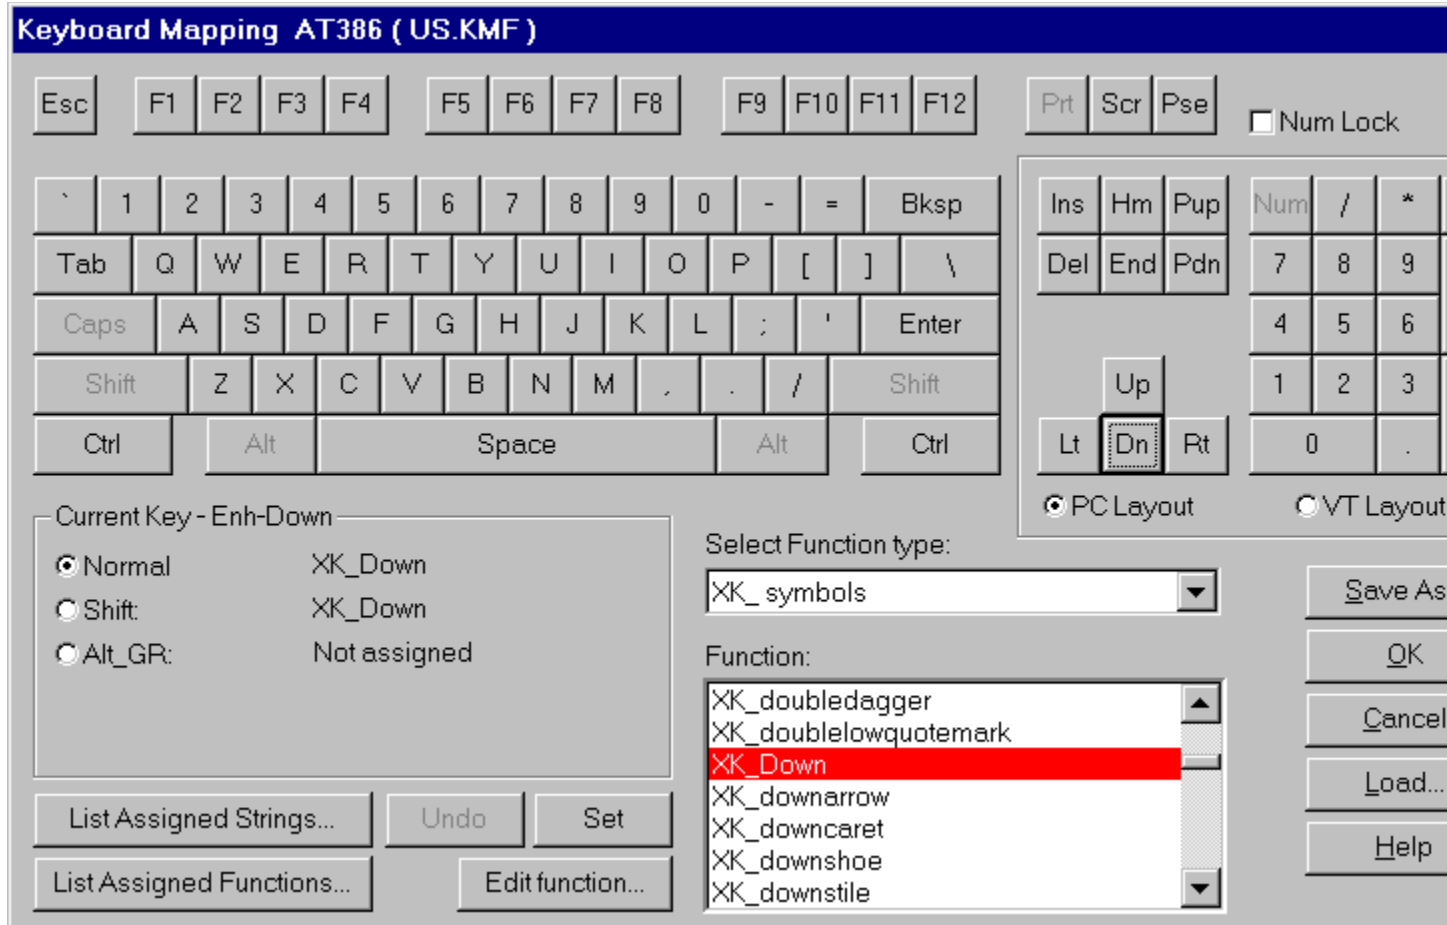 Keyboard Mapping AT386 ( US.KMF )
Esc F1 F2 F3 F4 F5 F6 F7 F8 F9 F10 F11 F12 Prt Scr Pse
Num Lock
` 1 2 3 4 5 6 7 8 9 0 - = Bksp Ins Hm Pup Num / *
Tab Q W E R T Y U I O P [ ] \ Del End Pdn 7 8 9
Caps A S D F G H J K L ; ' Enter 4 5 6
Shift Z X C V B N M , . / Shift Up 1 2 3
Ctrl Alt Space Alt Ctrl Lt Dn Rt 0 .
PC Layout VT Layout
Current Key - Enh-Down
Normal XK_Down
Shift: XK_Down
Alt_GR: Not assigned
List Assigned Strings... Undo Set
List Assigned Functions... Edit function...
Select Function type:
XK_ symbols
Function:
XK_doubledagger
XK_doublelowquotemark
XK_Down
XK_downarrow
XK_downcaret
XK_downshoe
XK_downstile
Save As
OK
Cancel
Load...
Help